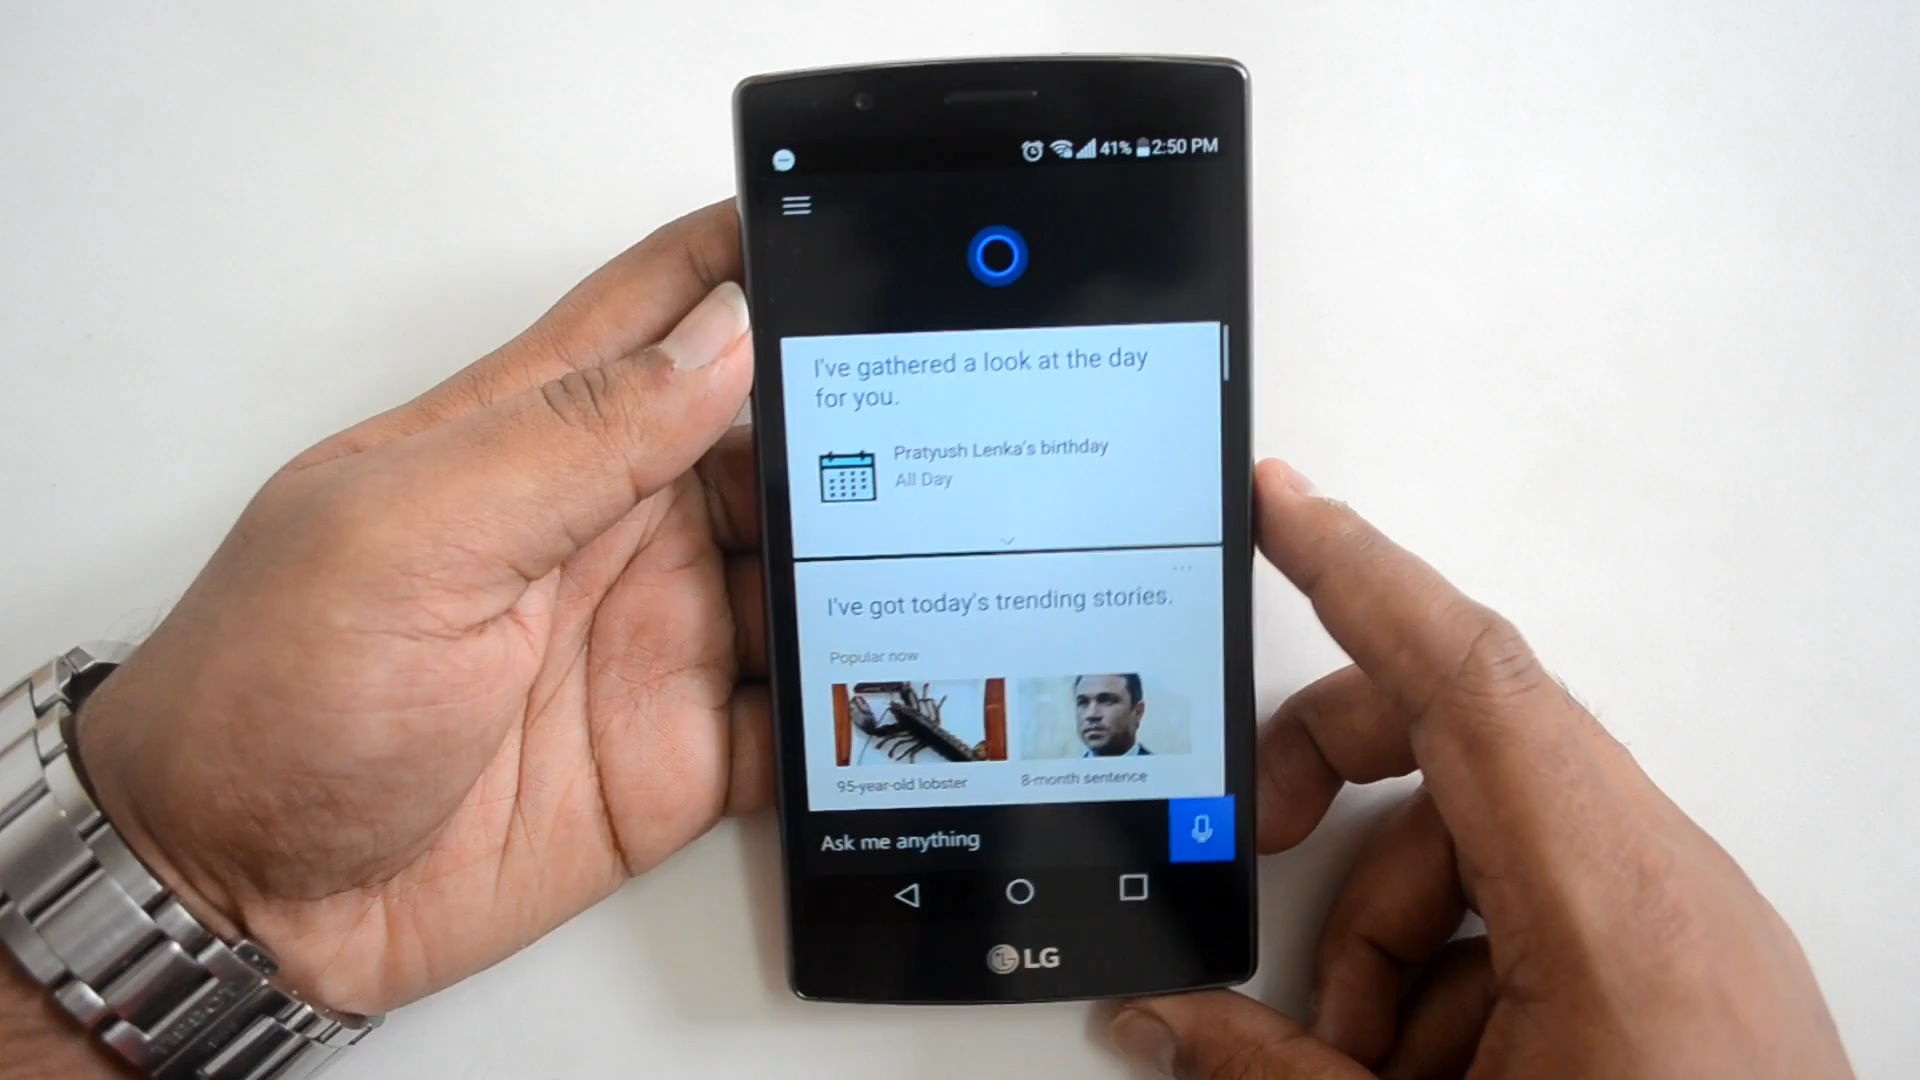 41% 2:50 PM
I've gathered a look at the day
for you.
Pratyush Lenka's birthday
All Day
I've got today's trending stories.
Popular now
95-year-old lobster
8-month sentence
Ask me anything
LG